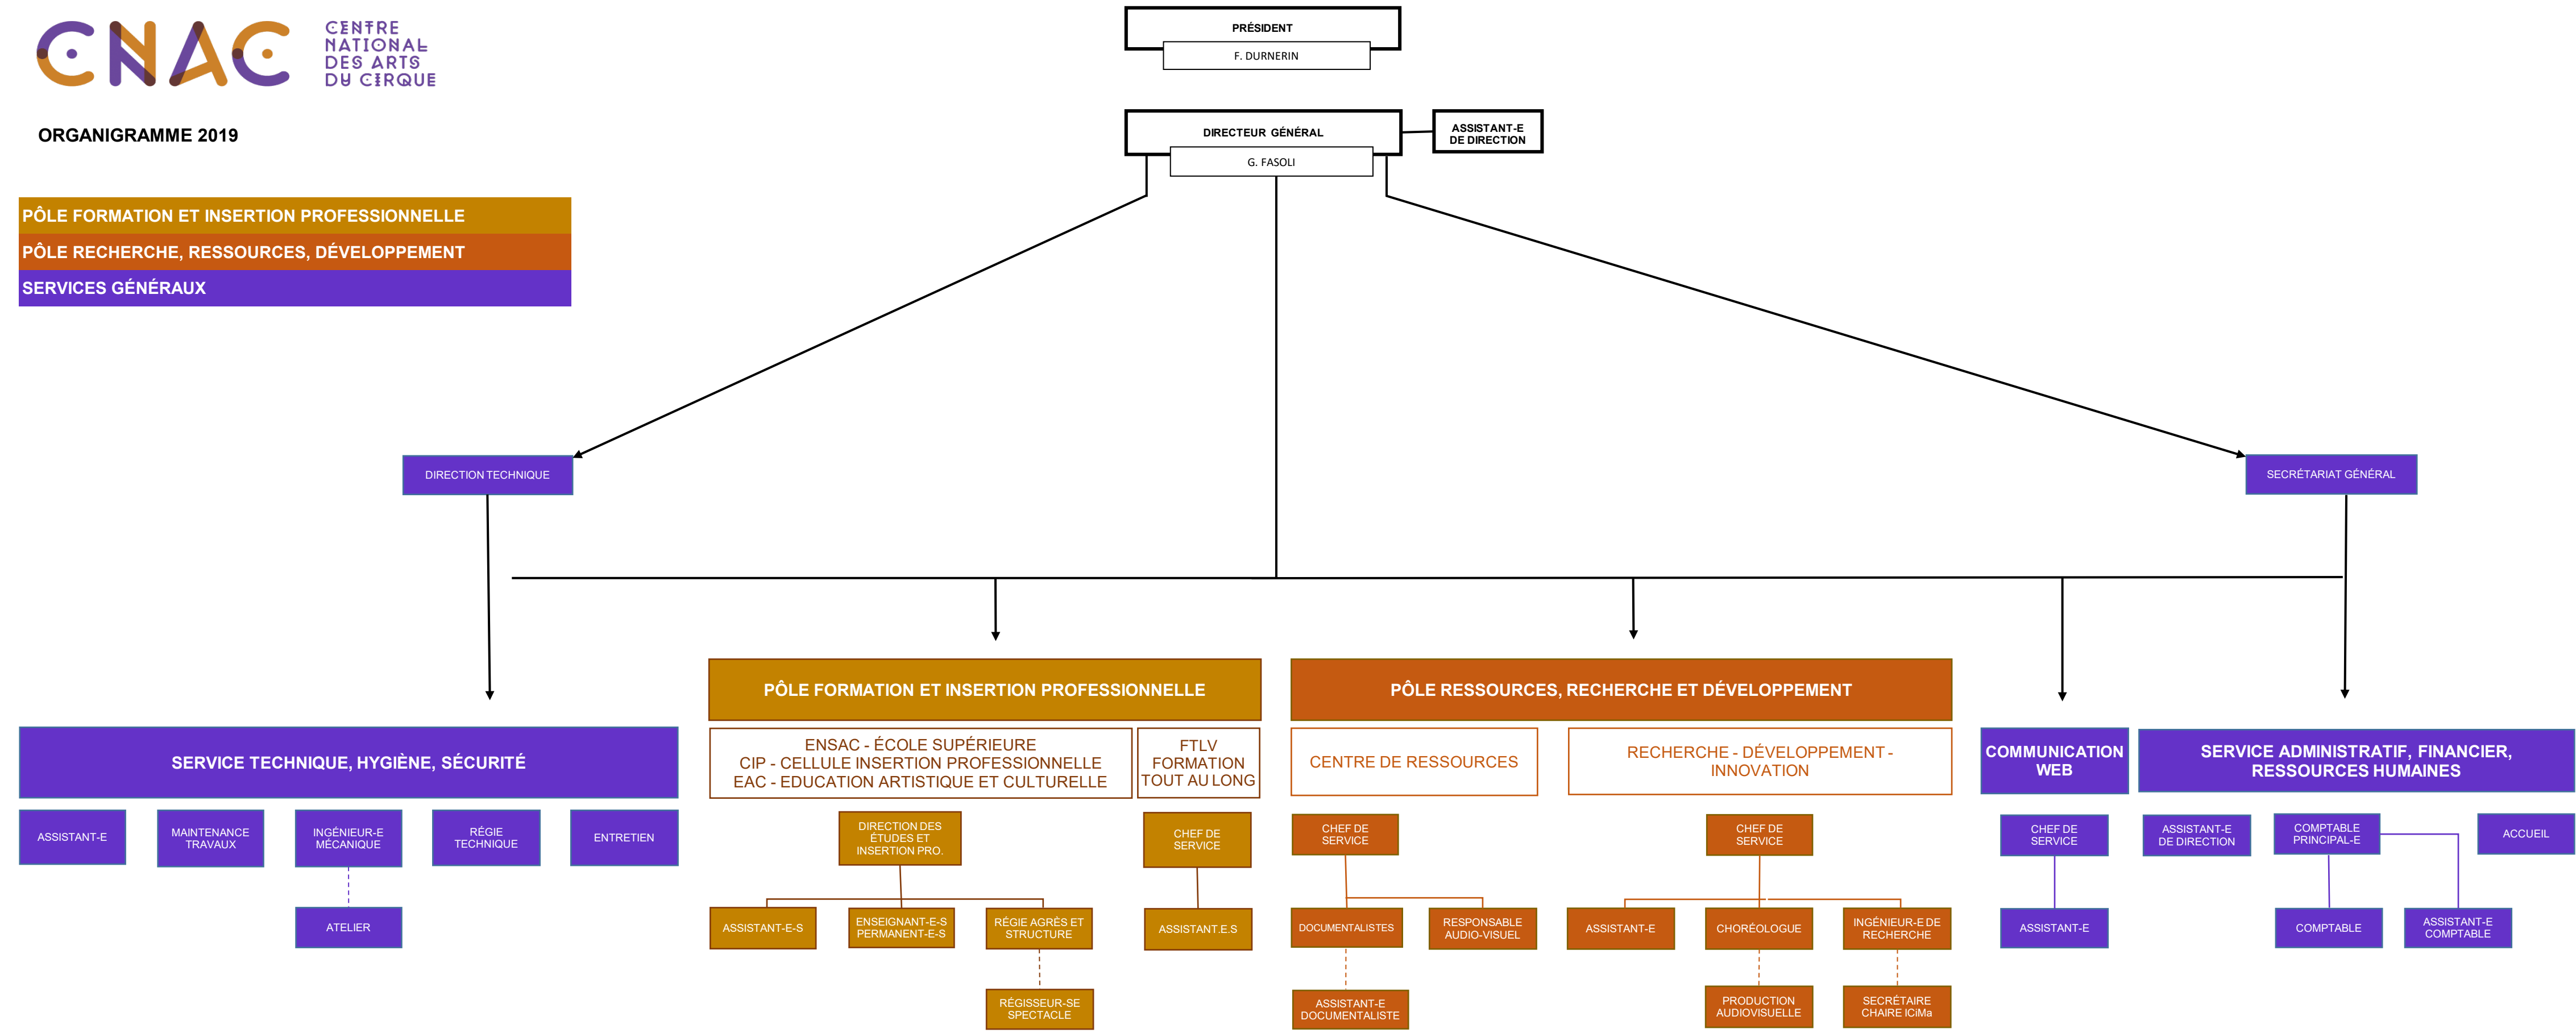 CNAC
CENTRE
NATIONAL
DES ARTS
DU CIRQUE
ORGANIGRAMME 2019
PÔLE FORMATION ET INSERTION PROFESSIONNELLE
PÔLE RECHERCHE, RESSOURCES, DÉVELOPPEMENT
SERVICES GÉNÉRAUX
PRÉSIDENT
F. DURNERIN
DIRECTEUR GÉNÉRAL
G. FASOLI
ASSISTANT-E
DE DIRECTION
DIRECTION TECHNIQUE
SECRÉTARIAT GÉNÉRAL
SERVICE TECHNIQUE, HYGIÈNE, SÉCURITÉ
ASSISTANT-E
MAINTENANCE
TRAVAUX
INGÉNIEUR-E
MÉCANIQUE
RÉGIE
TECHNIQUE
ENTRETIEN
ATELIER
PÔLE FORMATION ET INSERTION PROFESSIONNELLE
ENSAC - ÉCOLE SUPÉRIEURE
CIP - CELLULE INSERTION PROFESSIONNELLE
EAC - EDUCATION ARTISTIQUE ET CULTURELLE
FTLV
FORMATION
TOUT AU LONG
DIRECTION DES
ÉTUDES ET
INSERTION PRO.
CHEF DE
SERVICE
ASSISTANT-E-S
ENSEIGNANT-E-S
PERMANENT-E-S
RÉGIE AGRÈS ET
STRUCTURE
ASSISTANT.E.S
RÉGISSEUR-SE
SPECTACLE
PÔLE RESSOURCES, RECHERCHE ET DÉVELOPPEMENT
CENTRE DE RESSOURCES
RECHERCHE - DÉVELOPPEMENT -
INNOVATION
CHEF DE
SERVICE
CHEF DE
SERVICE
DOCUMENTALISTES
RESPONSABLE
AUDIO-VISUEL
ASSISTANT-E
CHORÉOLOGUE
INGÉNIEUR-E DE
RECHERCHE
ASSISTANT-E
DOCUMENTALISTE
PRODUCTION
AUDIOVISUELLE
SECRÉTAIRE
CHAIRE ICiMa
COMMUNICATION
WEB
CHEF DE
SERVICE
ASSISTANT-E
SERVICE ADMINISTRATIF, FINANCIER,
RESSOURCES HUMAINES
ASSISTANT-E
DE DIRECTION
COMPTABLE
PRINCIPAL-E
ACCUEIL
COMPTABLE
ASSISTANT-E
COMPTABLE